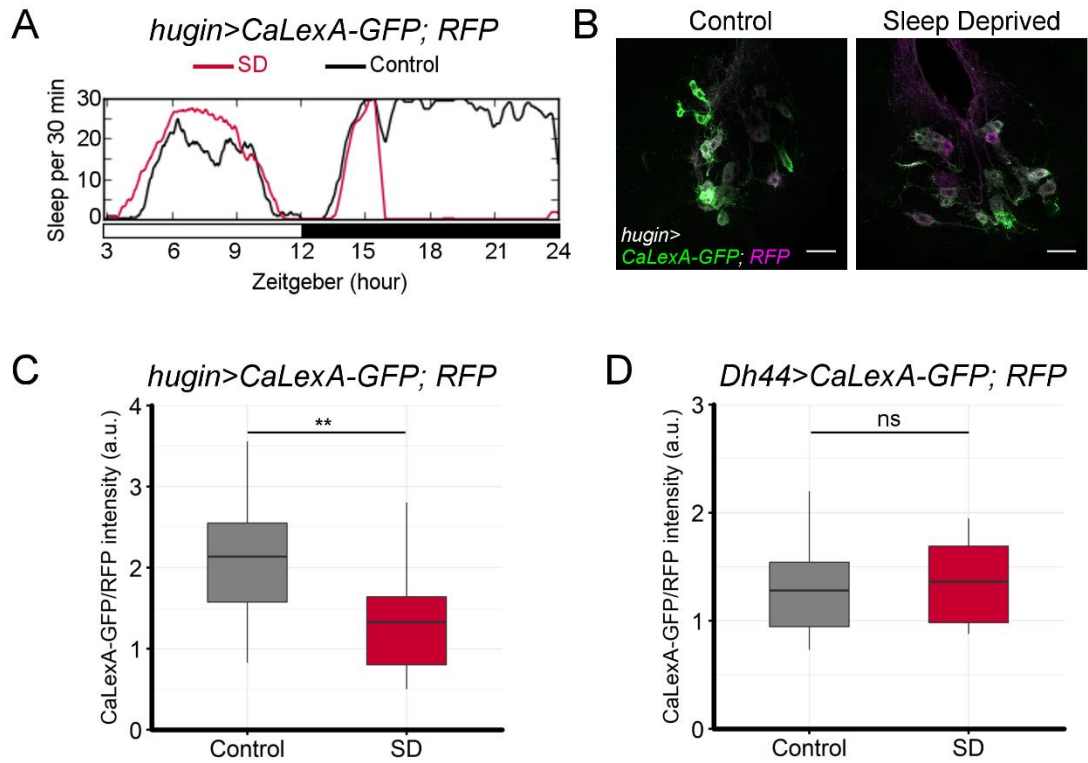 A
hugin>CaLexA-GFP; RFP
SD Control
Sleep per 30 min
30
20
10
0
3 6 9 12 15 18 21 24
Zeitgeber (hour)
B
Control
Sleep Deprived
hugin>
CaLexA-GFP; RFP
C
hugin>CaLexA-GFP; RFP
CaLexA-GFP/RFP intensity (a.u.)
4
3
2
1
0
**
Control SD
D
Dh44>CaLexA-GFP; RFP
CaLexA-GFP/RFP intensity (a.u.)
3
2
1
0
ns
Control SD